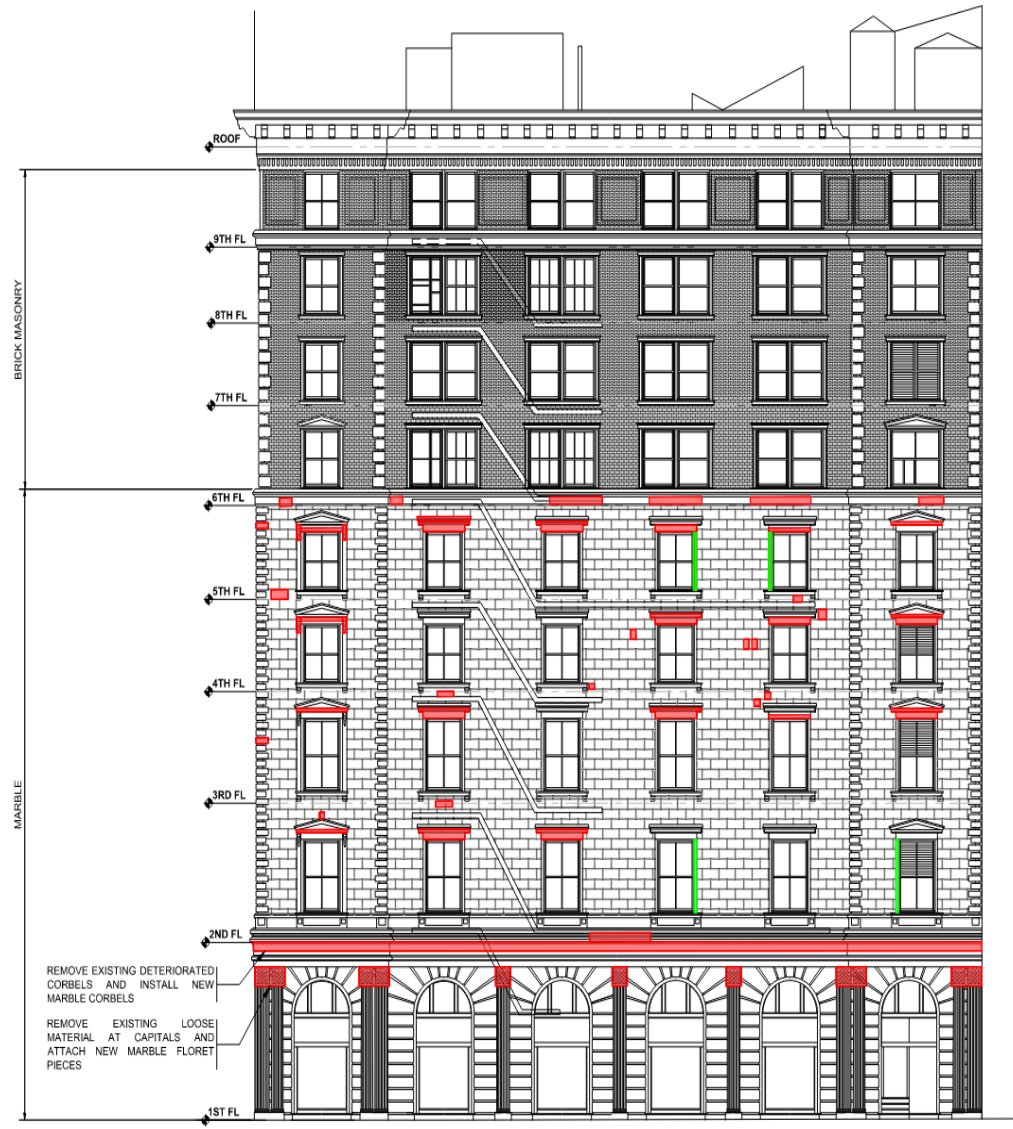 ROOF
9TH FL
8TH FL
BRICK MASONRY
7TH FL
6TH FL
5TH FL
4TH FL
MARBLE
3RD FL
2ND FL
REMOVE EXISTING DETERIORATED
CORBELS AND INSTALL NEW
MARBLE CORBELS
REMOVE EXISTING LOOSE
MATERIAL AT CAPITALS AND
ATTACH NEW MARBLE FLORET
PIECES
1ST FL